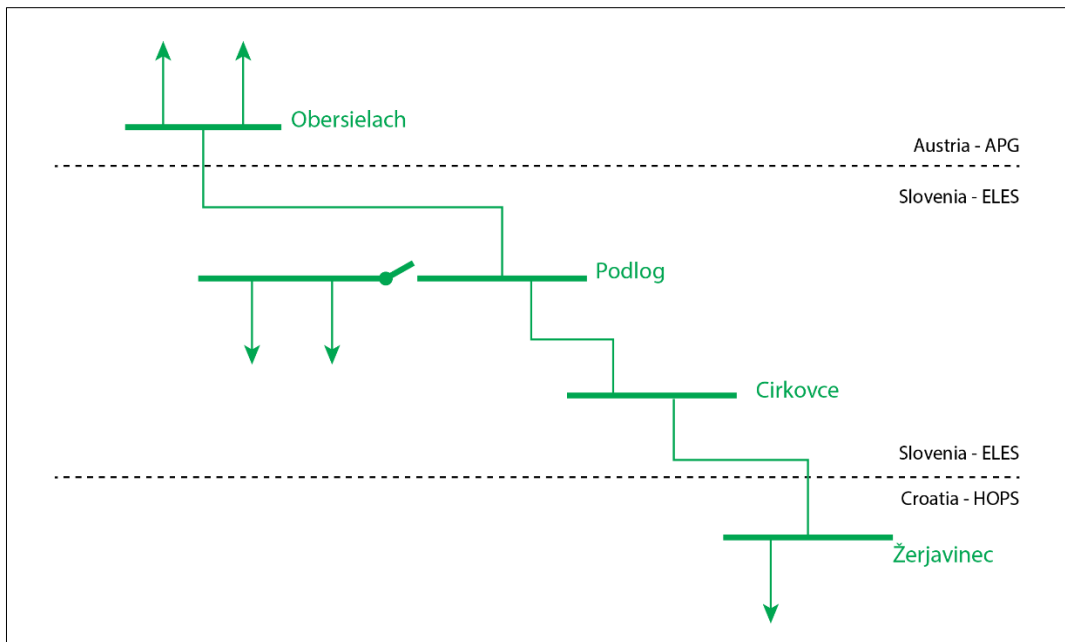 Obersielach
Austria - APG
Slovenia - ELES
Podlog
Cirkovce
Slovenia - ELES
Croatia - HOPS
Žerjavinec